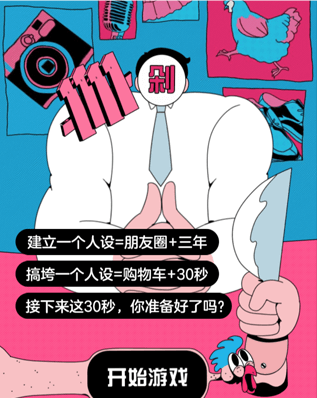 剁
建立一个人设=朋友圈+三年
搞垮一个人设=购物车+30秒
接下来这30秒，你准备好了吗?
开始游戏